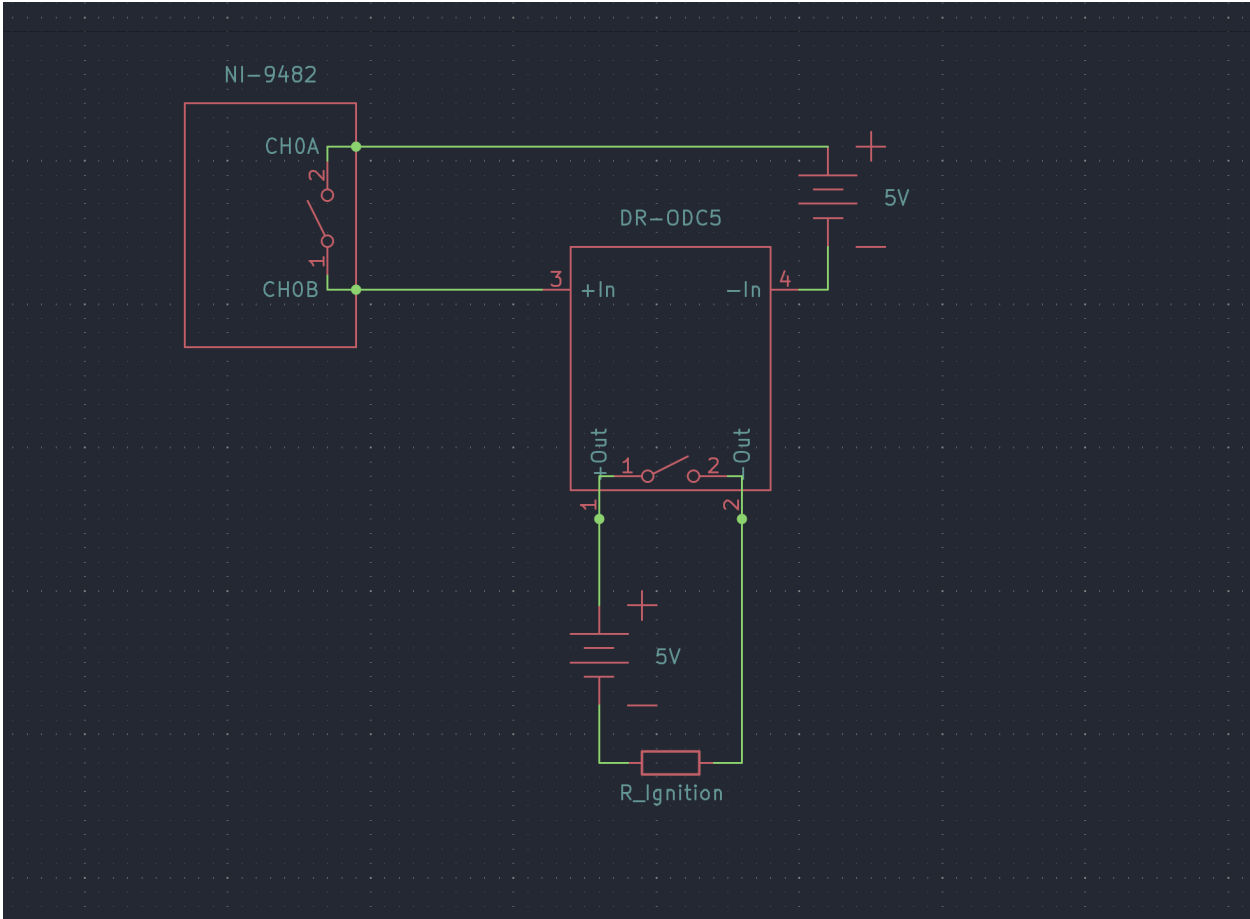 NI-9482
CH0A
2
1
CH0B
+
5V
—
DR-ODC5
3
+In
4
-In
+Out
1
2
-Out
1
2
+
5V
—
R_Ignition